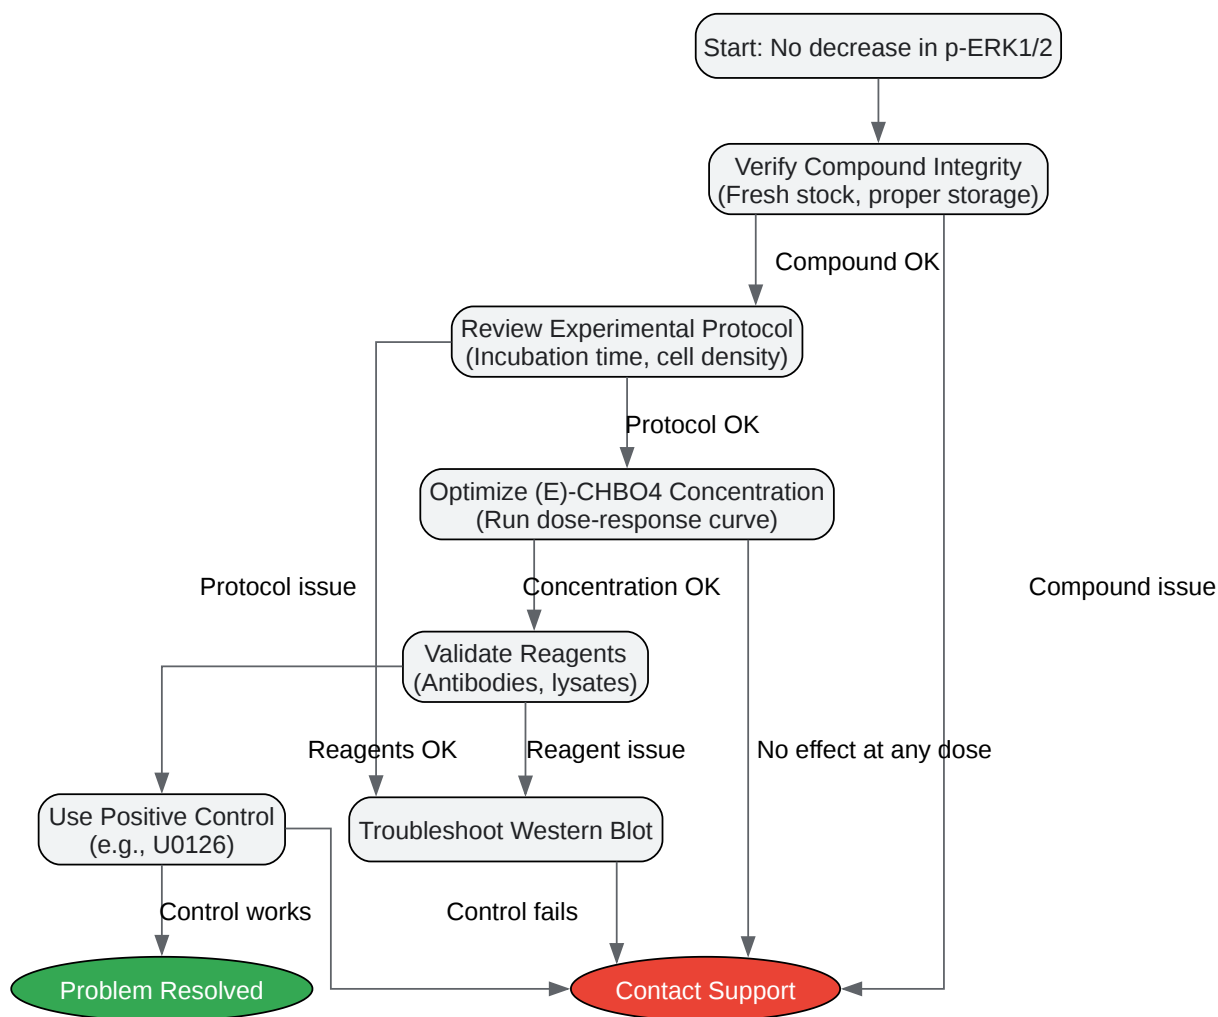 Start: No decrease in p-ERK1/2
Verify Compound Integrity
(Fresh stock, proper storage)
Compound OK
Review Experimental Protocol
(Incubation time, cell density)
Protocol OK
Optimize (E)-CHBO4 Concentration
(Run dose-response curve)
Protocol issue
Concentration OK
Compound issue
Validate Reagents
(Antibodies, lysates)
Reagents OK
Reagent issue
No effect at any dose
Use Positive Control
(e.g., U0126)
Troubleshoot Western Blot
Control works
Control fails
Problem Resolved
Contact Support